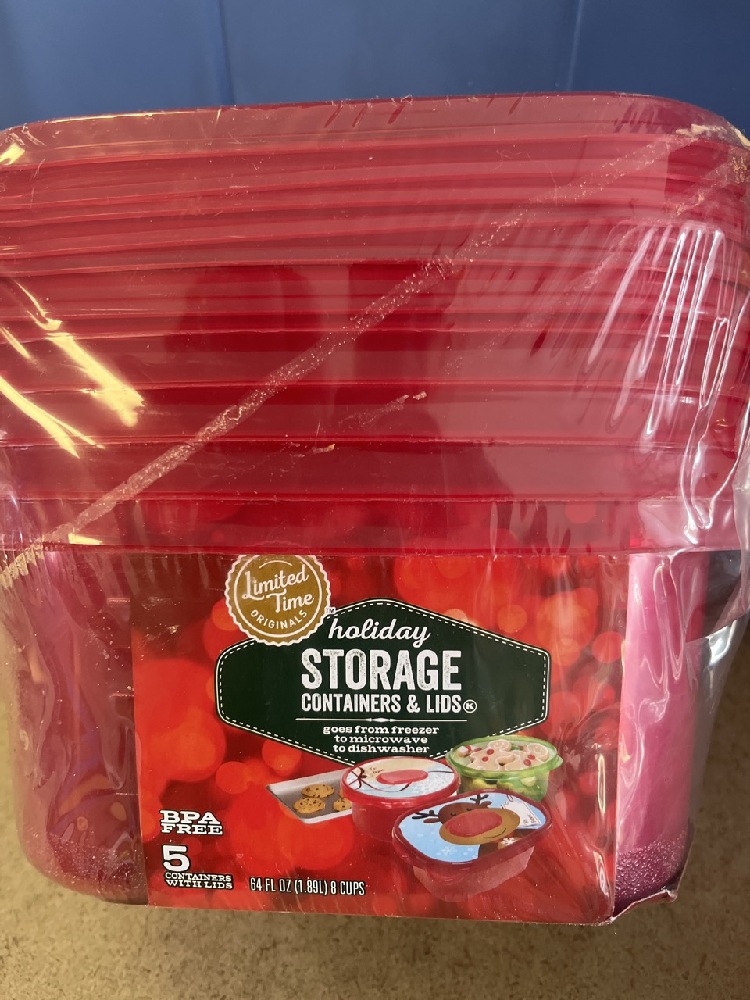 Limited
Time
ORIGINALS
™
holiday
STORAGE
CONTAINERS & LIDS Ⓚ
goes from freezer
to microwave
to dishwasher
BPA
FREE
5
CONTAINERS
WITH LIDS
64 FL OZ (1.89L) 8 CUPS